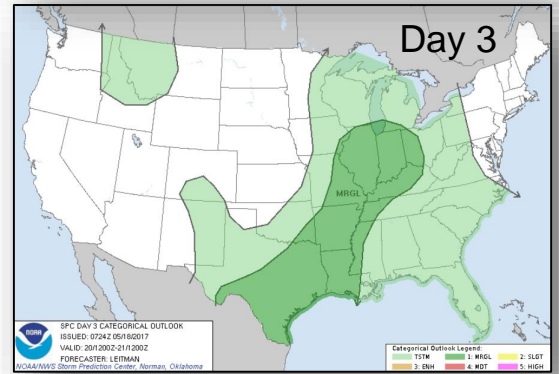 Day 3
MRGL
NOAA
SPC DAY 3 CATEGORICAL OUTLOOK
ISSUED: 0724Z 05/18/2017
VALID: 20/1200Z-21/1200Z
FORECASTER: LEITMAN
NOAA/NWS Storm Prediction Center, Norman, Oklahoma
Categorical Outlook Legend:
TSTM 1: MRGL 2: SLGT
3: ENH 4: MDT 5: HIGH